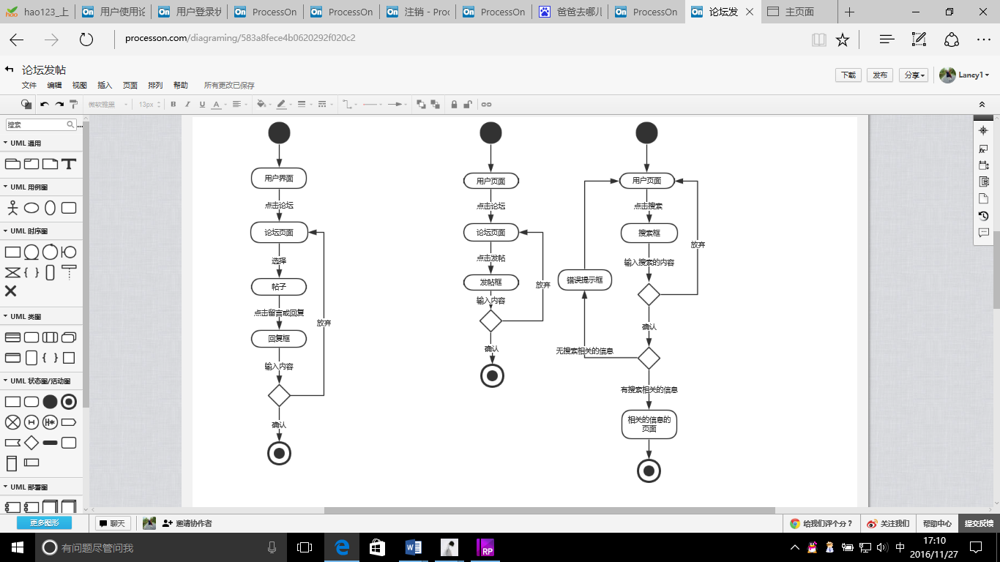 hao123_上
用户使用论
用户登录状
ProcessOn
ProcessOn
注销 - Proc
ProcessOn
爸爸去哪儿
ProcessOn
论坛发
主页面
processon.com/diagraming/583a8fece4b0620292f020c2
论坛发帖
文件 编辑 视图 插入 页面 排列 帮助 所有更改已保存
下载 发布 分享 Lancy1
微软雅黑 13px B I U A
搜索
UML 通用
UML 用例图
UML 时序图
UML 类图
UML 状态图/活动图
UML 部署图
更多图形
用户界面
点击论坛
论坛页面
选择
帖子
点击留言或回复
回复框
输入内容
放弃
确认
用户页面
点击论坛
论坛页面
点击发帖
发帖框
输入内容
放弃
确认
用户页面
点击搜索
搜索框
输入搜索的内容
放弃
错误提示框
确认
无搜索相关的信息
有搜索相关的信息
相关的信息的
页面
聊天
邀请协作者
给我们评个分？
关注我们
帮助中心
提交反馈
有问题尽管问我
中
17:10
2016/11/27